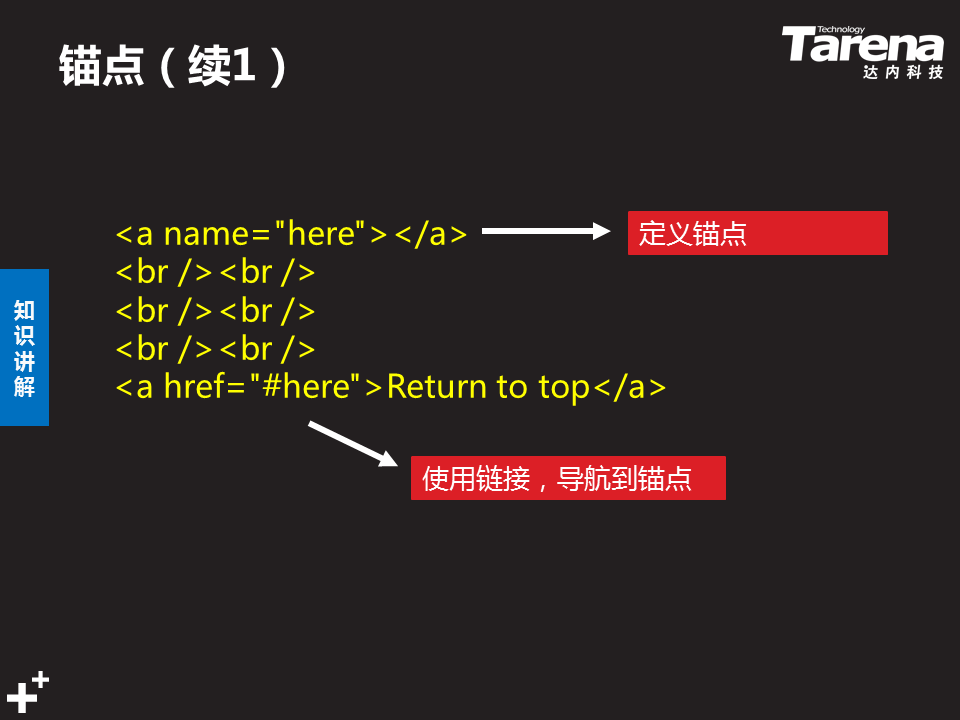 锚点（续1）
Technology
Tarena
达内科技
<a name="here"></a>
定义锚点
<br /><br />
<br /><br />
<br /><br />
<a href="#here">Return to top</a>
使用链接，导航到锚点
知
识
讲
解